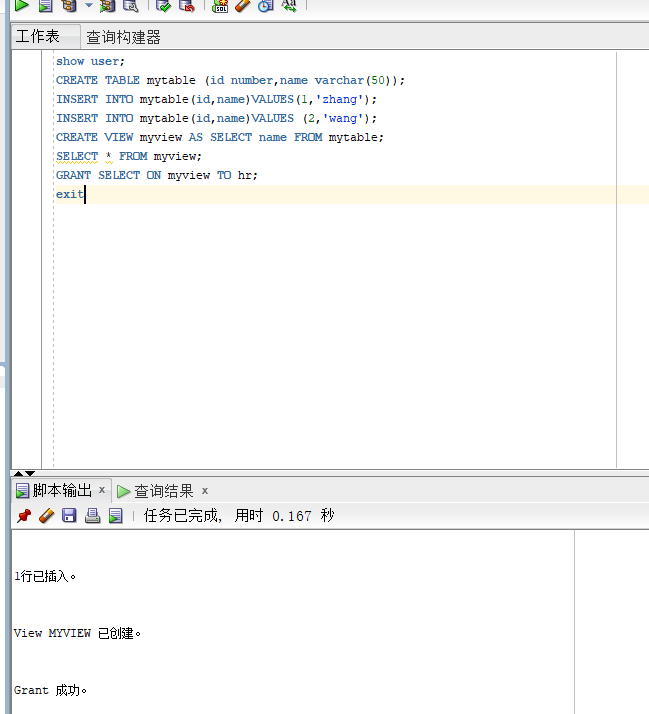 工作表 查询构建器
show user;
CREATE TABLE mytable (id number,name varchar(50));
INSERT INTO mytable(id,name)VALUES(1,'zhang');
INSERT INTO mytable(id,name)VALUES (2,'wang');
CREATE VIEW myview AS SELECT name FROM mytable;
SELECT * FROM myview;
GRANT SELECT ON myview TO hr;
exit
脚本输出 x 查询结果 x
任务已完成, 用时 0.167 秒
1行已插入。
View MYVIEW 已创建。
Grant 成功。